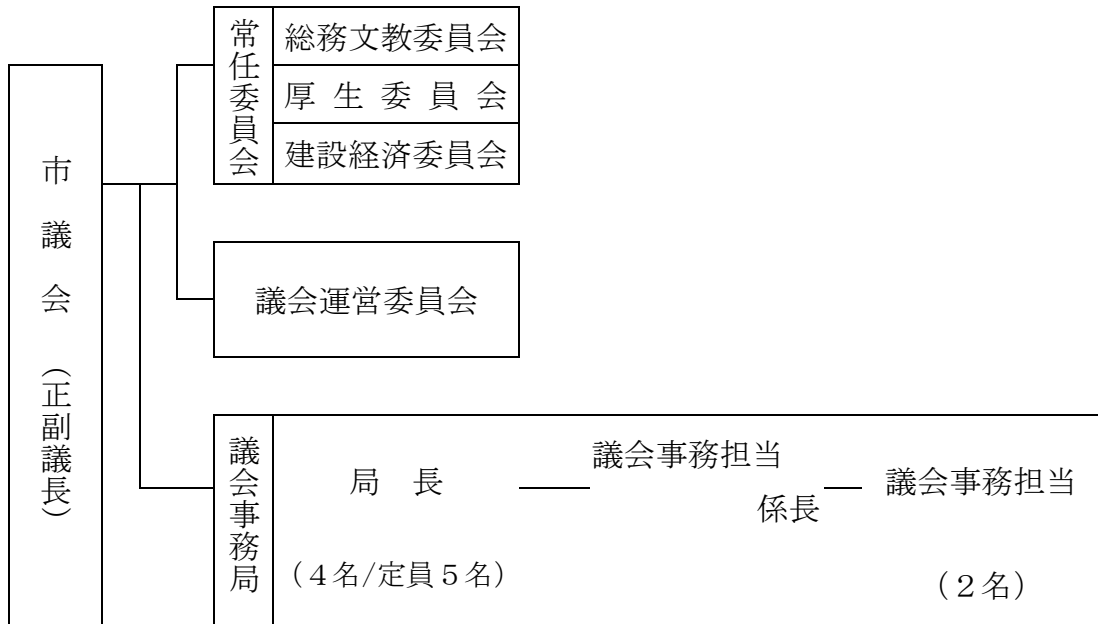 市議会（正副議長）
常任委員会
総務文教委員会
厚生委員会
建設経済委員会
議会運営委員会
議会事務局
局長
議会事務担当
係長
議会事務担当
（４名/定員５名）
（２名）